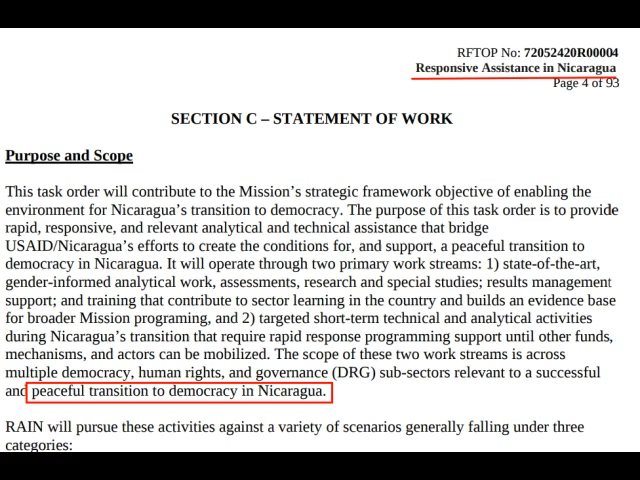 RFTOP No: 72052420R00004
Responsive Assistance in Nicaragua
Page 4 of 93
SECTION C – STATEMENT OF WORK
Purpose and Scope
This task order will contribute to the Mission's strategic framework objective of enabling the
environment for Nicaragua's transition to democracy. The purpose of this task order is to provide
rapid, responsive, and relevant analytical and technical assistance that bridge
USAID/Nicaragua's efforts to create the conditions for, and support, a peaceful transition to
democracy in Nicaragua. It will operate through two primary work streams: 1) state-of-the-art,
gender-informed analytical work, assessments, research and special studies; results management
support; and training that contribute to sector learning in the country and builds an evidence base
for broader Mission programing, and 2) targeted short-term technical and analytical activities
during Nicaragua's transition that require rapid response programming support until other funds,
mechanisms, and actors can be mobilized. The scope of these two work streams is across
multiple democracy, human rights, and governance (DRG) sub-sectors relevant to a successful
and peaceful transition to democracy in Nicaragua.
RAIN will pursue these activities against a variety of scenarios generally falling under three
categories: